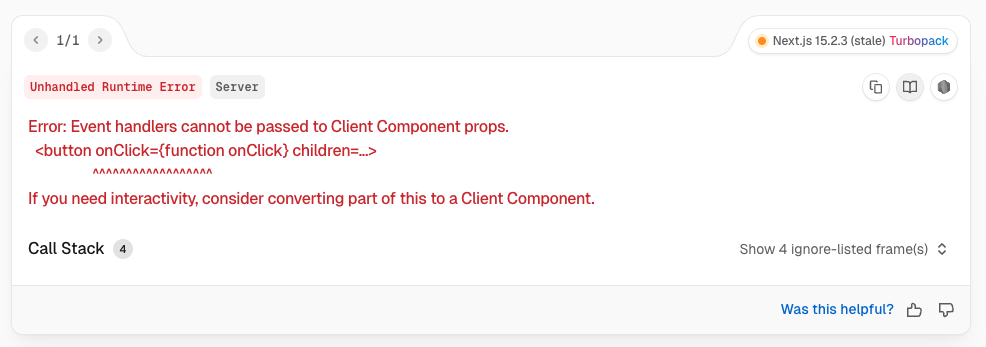 1/1
Next.js 15.2.3 (stale) Turbopack
Unhandled Runtime Error Server
Error: Event handlers cannot be passed to Client Component props.
<button onClick={function onClick} children=...>
^^^^^^^^^^^^^^^^^^
If you need interactivity, consider converting part of this to a Client Component.
Call Stack 4
Show 4 ignore-listed frame(s)
Was this helpful?